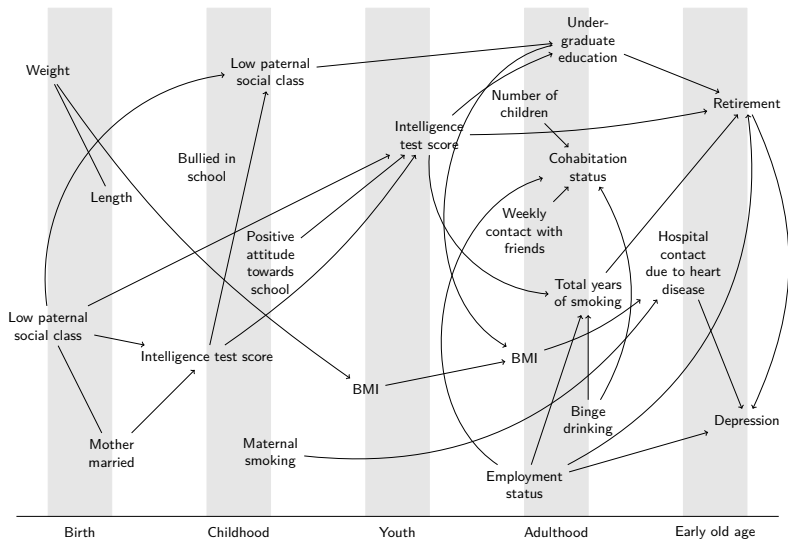 Under-
graduate
education
Weight
Low paternal
social class
Number of
children
Retirement
Intelligence
test score
Bullied in
school
Cohabitation
status
Length
Weekly
contact with
friends
Positive
attitude
towards
school
Hospital
contact
due to heart
disease
Total years
of smoking
Low paternal
social class
Intelligence test score
BMI
BMI
Binge
drinking
Depression
Mother
married
Maternal
smoking
Employment
status
Birth
Childhood
Youth
Adulthood
Early old age